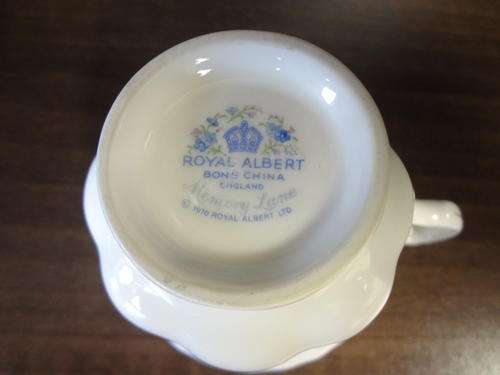 ROYAL ALBERT
BONE CHINA
ENGLAND
Memory Lane
© 1970 ROYAL ALBERT LTD